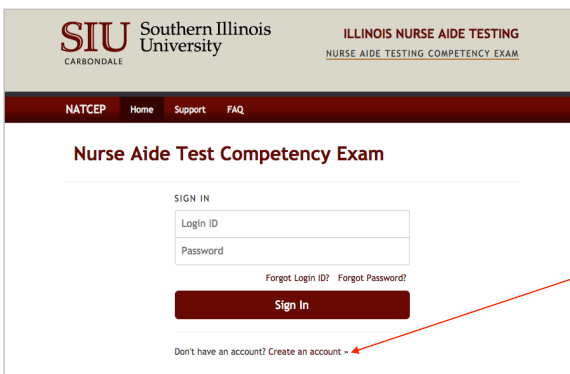 SIU Southern Illinois University
CARBONDALE
ILLINOIS NURSE AIDE TESTING
NURSE AIDE TESTING COMPETENCY EXAM
NATCEP Home Support FAQ
Nurse Aide Test Competency Exam
SIGN IN
Login ID
Password
Forgot Login ID? Forgot Password?
Sign In
Don't have an account? Create an account »